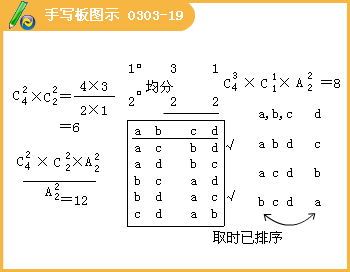 手写板图示 0303-19
1° 3 1
均分
2° 2 2
C₄²×C₂²=4×3/2×1
=6
C₄²×C₂²×A₂²/A₂²=12
a b c d
a c b d √
a d b c
b c a d
b d a c √
c d a b
C₄³×C₁¹×A₂²=8
a,b,c d
a b d c
a c d b
b c d a
取时已排序